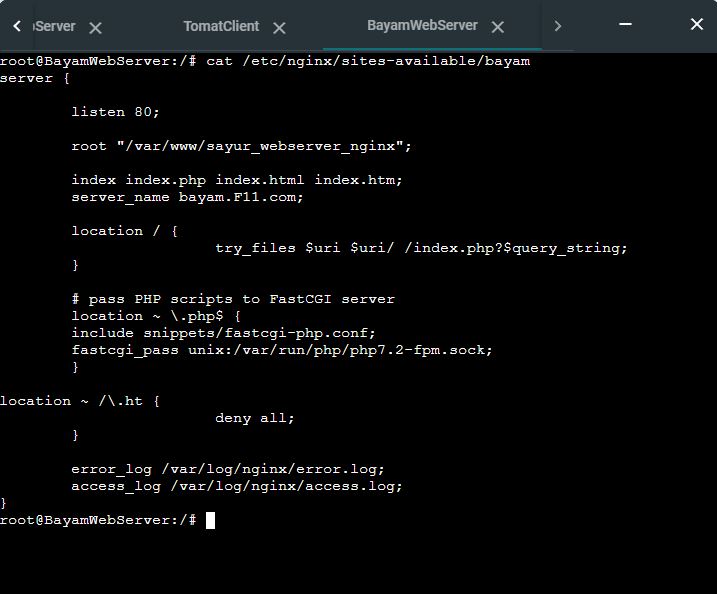 Server
TomatClient
BayamWebServer
root@BayamWebServer:/# cat /etc/nginx/sites-available/bayam
server {
listen 80;
root "/var/www/sayur_webserver_nginx";
index index.php index.html index.htm;
server_name bayam.F11.com;
location / {
try_files $uri $uri/ /index.php?$query_string;
}
# pass PHP scripts to FastCGI server
location ~ \.php$ {
include snippets/fastcgi-php.conf;
fastcgi_pass unix:/var/run/php/php7.2-fpm.sock;
}
location ~ /\.ht {
deny all;
}
error_log /var/log/nginx/error.log;
access_log /var/log/nginx/access.log;
}
root@BayamWebServer:/#